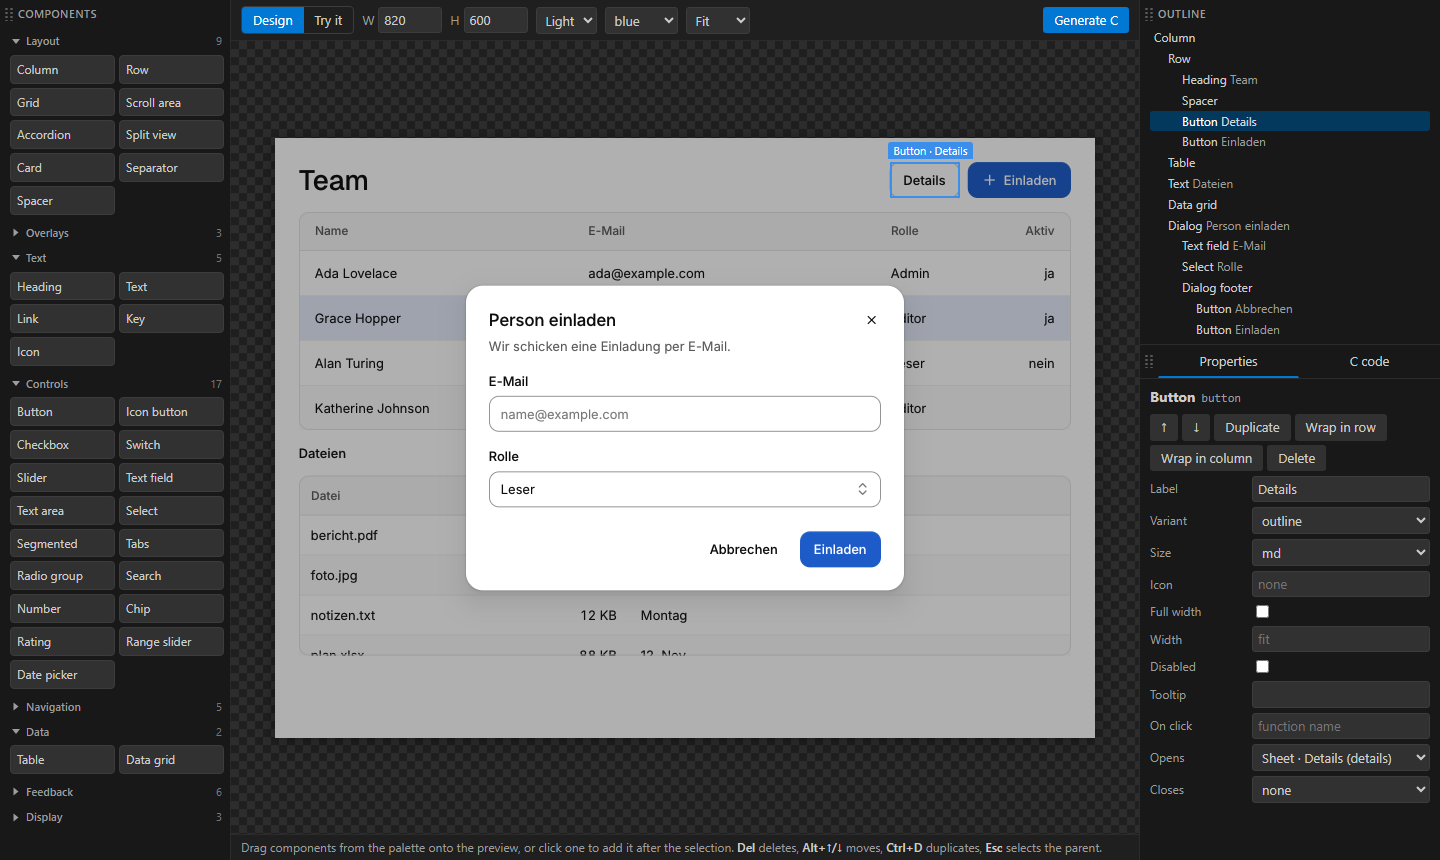 COMPONENTS
Layout 9
Column Row
Grid Scroll area
Accordion Split view
Card Separator
Spacer
Overlays 3
Text 5
Heading Text
Link Key
Icon
Controls 17
Button Icon button
Checkbox Switch
Slider Text field
Text area Select
Segmented Tabs
Radio group Search
Number Chip
Rating Range slider
Date picker
Navigation 5
Data 2
Table Data grid
Feedback 6
Display 3
Design Try it W 820 H 600 Light blue Fit Generate C
Button · Details
Team Details + Einladen
Name E-Mail Rolle Aktiv
Ada Lovelace ada@example.com Admin ja
Grace Hopper ditor ja
Alan Turing eser nein
Katherine Johnson ditor
Person einladen ×
Wir schicken eine Einladung per E-Mail.
E-Mail
name@example.com
Rolle
Leser
Abbrechen Einladen
Dateien
Datei
bericht.pdf
foto.jpg
notizen.txt 12 KB Montag
plan.xlsx 88 KB 12. Nov
Drag components from the palette onto the preview, or click one to add it after the selection. Del deletes, Alt+↑/↓ moves, Ctrl+D duplicates, Esc selects the parent.
OUTLINE
Column
Row
Heading Team
Spacer
Button Details
Button Einladen
Table
Text Dateien
Data grid
Dialog Person einladen
Text field E-Mail
Select Rolle
Dialog footer
Button Abbrechen
Button Einladen
Properties C code
Button button
↑ ↓ Duplicate Wrap in row
Wrap in column Delete
Label Details
Variant outline
Size md
Icon none
Full width
Width fit
Disabled
Tooltip
On click function name
Opens Sheet · Details (details)
Closes none